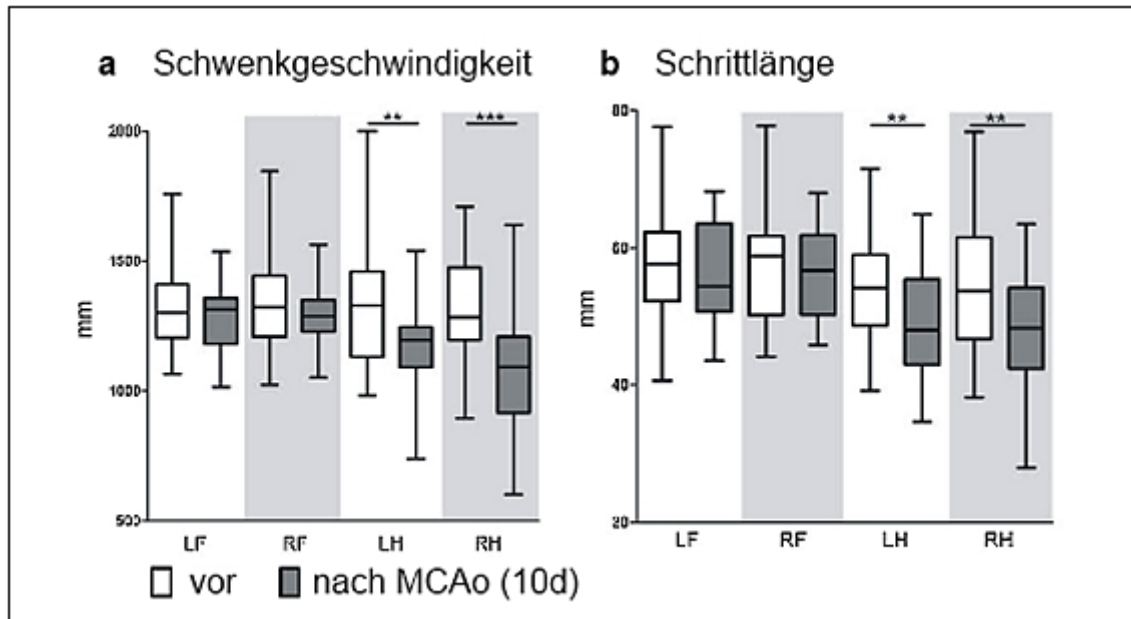 a Schwenkgeschwindigkeit
b Schrittlänge
2000
1500
1000
500
mm
** ***
LF RF LH RH
80
60
40
20
mm
** **
LF RF LH RH
vor nach MCAo (10d)